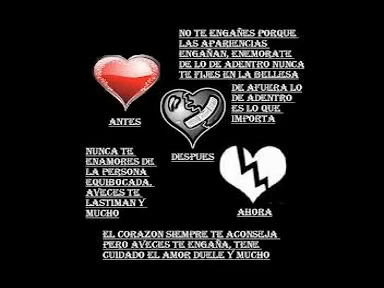 NO TE ENGAÑES PORQUE
LAS APARIENCIAS
ENGAÑAN, ENEMORATE
DE LO DE ADENTRO NUNCA
TE FIJES EN LA BELLESA
DE AFUERA LO
DE ADENTRO
ES LO QUE
IMPORTA
ANTES
DESPUES
NUNCA TE
ENAMORES DE
LA PERSONA
EQUIBOCADA,
AVECES TE
LASTIMAN Y
MUCHO
AHORA
EL CORAZON SIEMPRE TE ACONSEJA
PERO AVECES TE ENGAÑA, TENE
CUIDADO EL AMOR DUELE Y MUCHO